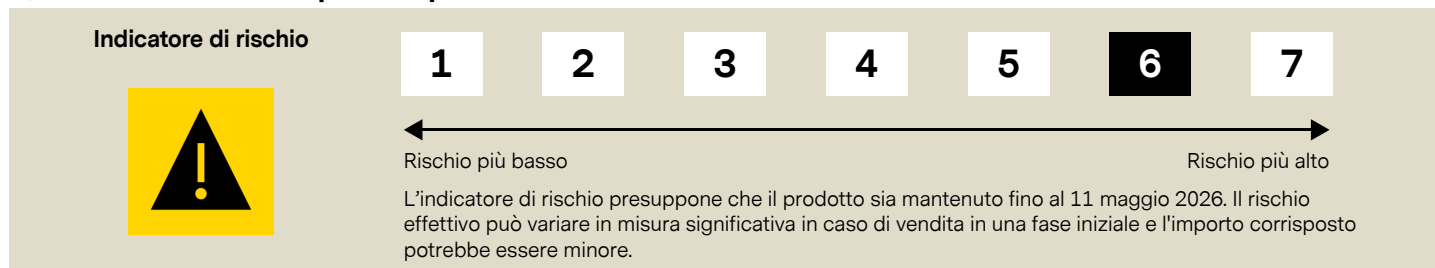 Indicatore di rischio
1 2 3 4 5 6 7
Rischio più basso Rischio più alto
L'indicatore di rischio presuppone che il prodotto sia mantenuto fino al 11 maggio 2026. Il rischio
effettivo può variare in misura significativa in caso di vendita in una fase iniziale e l'importo corrisposto
potrebbe essere minore.